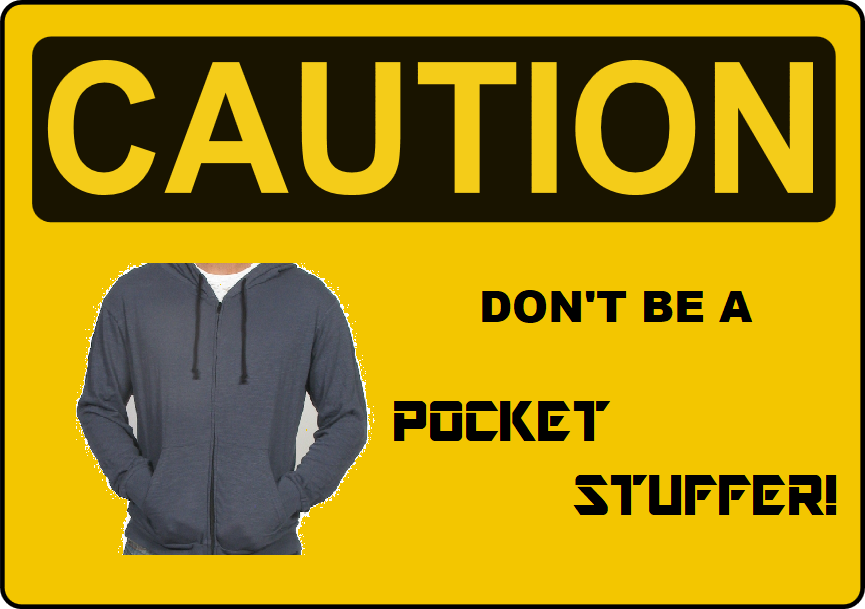 CAUTION
DON'T BE A
POCKET
STUFFER!